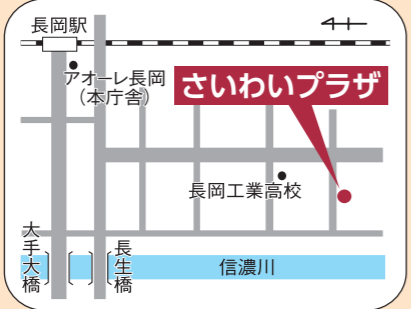 長岡駅
アオーレ長岡
（本庁舎）
さいわいプラザ
長岡工業高校
大手大橋
長生橋
信濃川